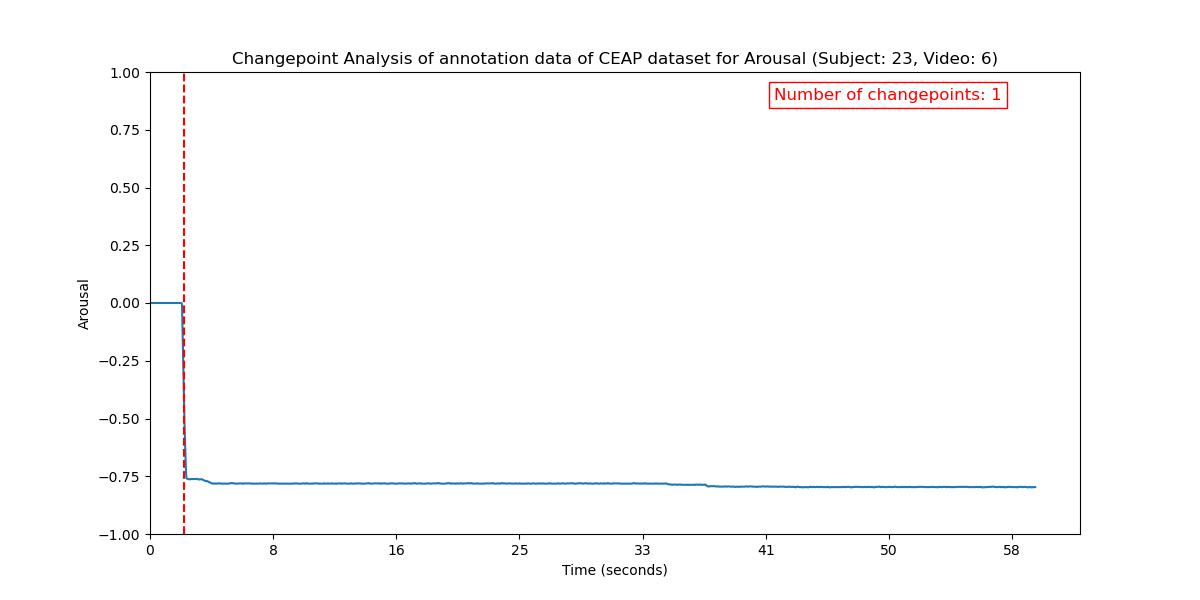 Changepoint Analysis of annotation data of CEAP dataset for Arousal (Subject: 23, Video: 6)
Number of changepoints: 1
Arousal
1.00
0.75
0.50
0.25
0.00
−0.25
−0.50
−0.75
−1.00
0 8 16 25 33 41 50 58
Time (seconds)